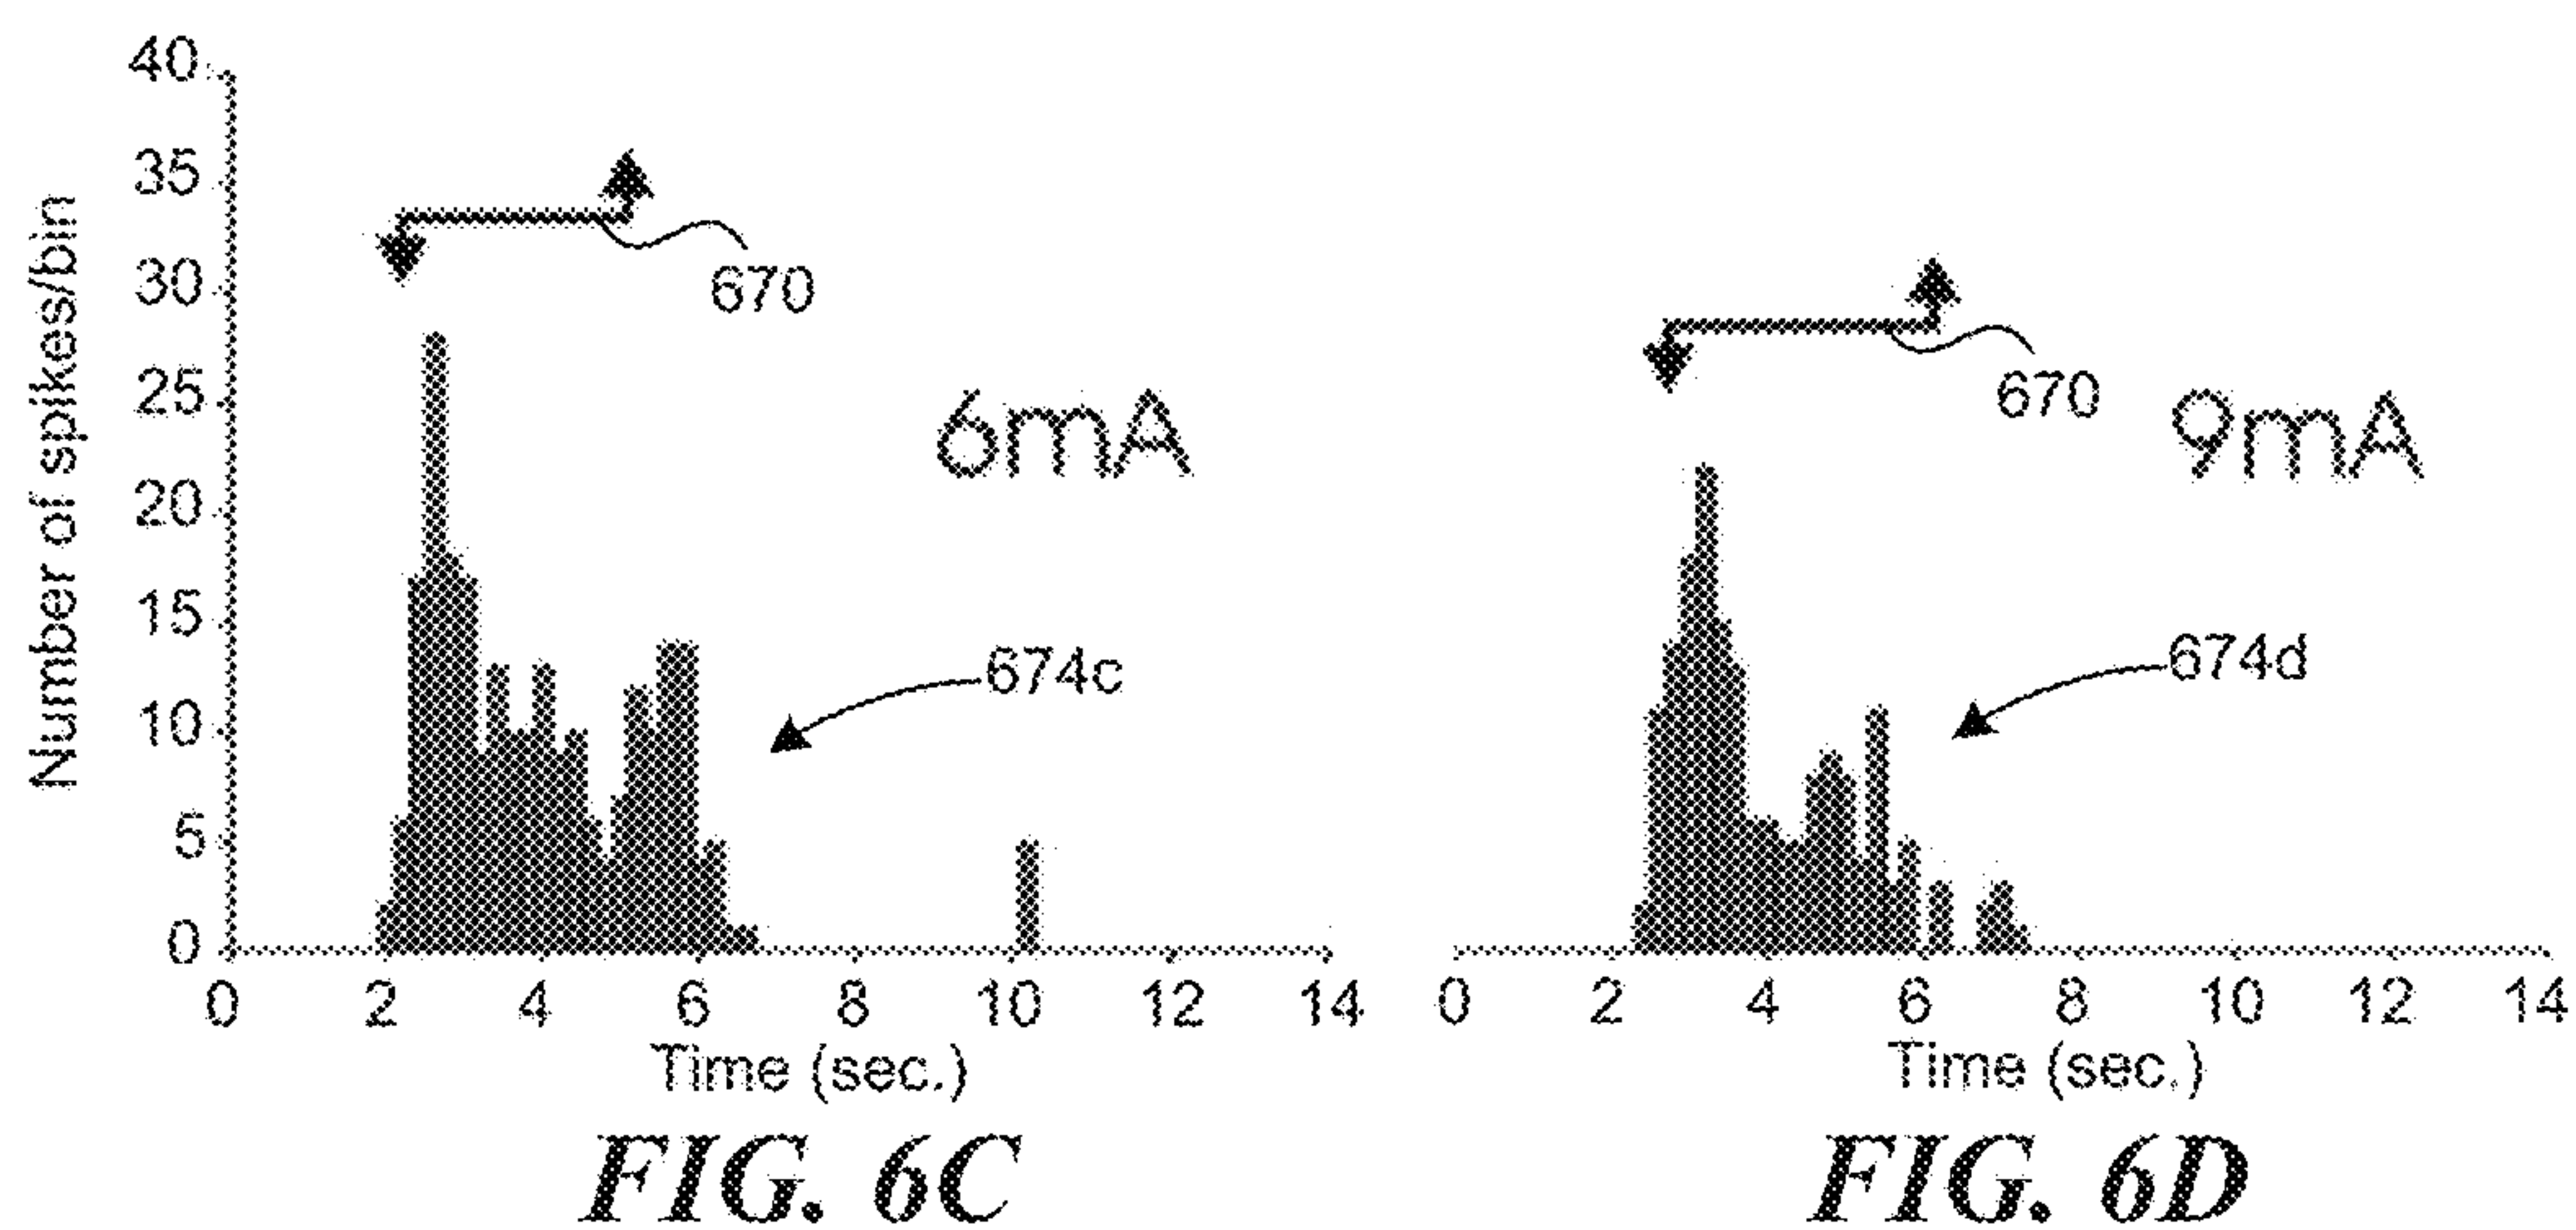 Number of spikes/bin
40
35
30
25
20
15
10
5
0
670
6mA
674c
0 2 4 6 8 10 12 14
Time (sec.)
FIG. 6C
670
9mA
674d
0 2 4 6 8 10 12 14
Time (sec.)
FIG. 6D